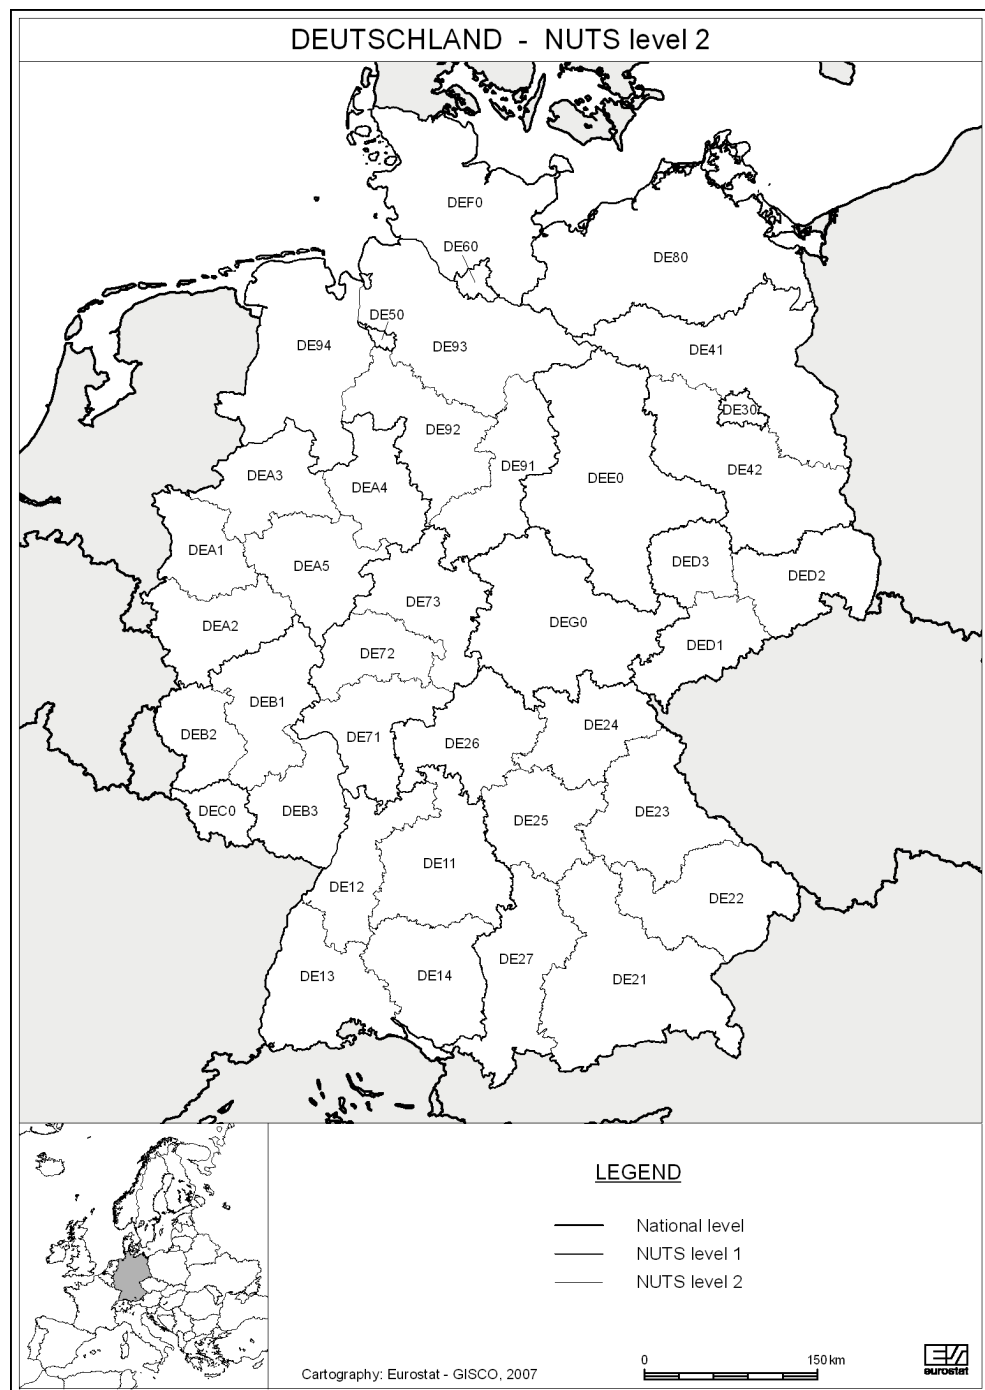 DEUTSCHLAND - NUTS level 2
DEF0
DE60
DE80
DE50
DE94
DE93
DE41
DE30
DE92
DE91
DE42
DEA3
DEA4
DEE0
DEA1
DEA5
DED3
DED2
DE73
DEA2
DEG0
DED1
DE72
DEB1
DEB2
DE71
DE26
DE24
DEC0
DEB3
DE25
DE23
DE11
DE12
DE22
DE27
DE13
DE14
DE21
LEGEND
National level
NUTS level 1
NUTS level 2
Cartography: Eurostat - GISCO, 2007
0 150 km
eurostat